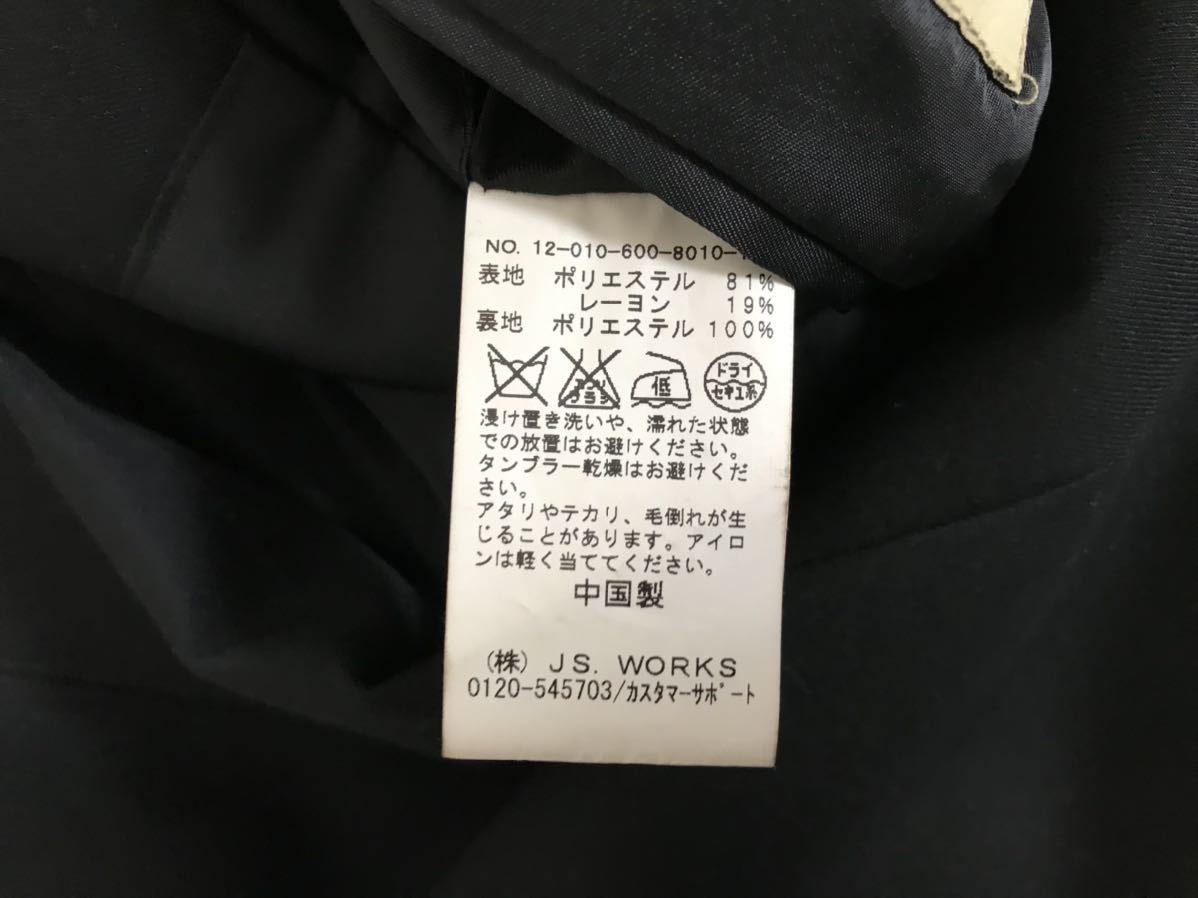 NO. 12-010-600-8010-
表地 ポリエステル 81%
レーヨン 19%
裏地 ポリエステル 100%
低 ドライ
セキユ系
浸け置き洗いや、濡れた状態
での放置はお避けください。
タンブラー乾燥はお避けくだ
さい。
アタリやテカリ、毛倒れが生
じることがあります。アイロ
ンは軽く当ててください。
中国製
(株) JS. WORKS
0120-545703/カスタマーサポート